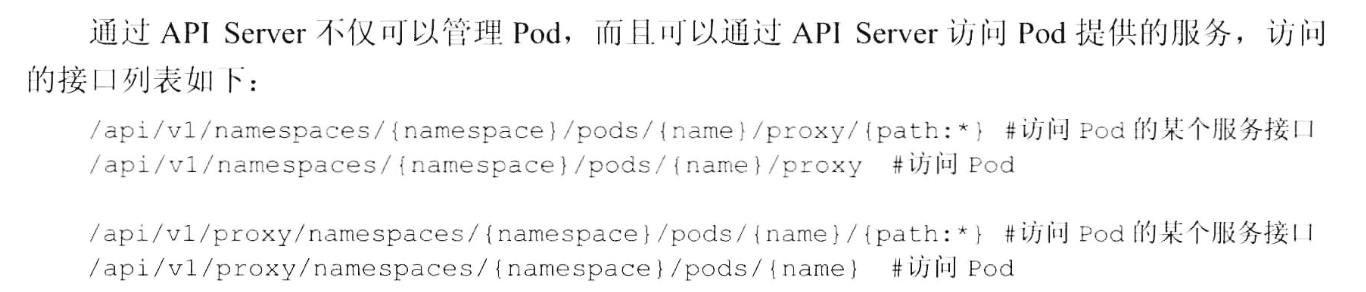 通过 API Server 不仅可以管理 Pod，而且可以通过 API Server 访问 Pod 提供的服务，访问
的接口列表如下：
/api/v1/namespaces/{namespace}/pods/{name}/proxy/{path:*} #访问 Pod 的某个服务接口
/api/v1/namespaces/{namespace}/pods/{name}/proxy #访问 Pod
/api/v1/proxy/namespaces/{namespace}/pods/{name}/{path:*} #访问 Pod 的某个服务接口
/api/v1/proxy/namespaces/{namespace}/pods/{name} #访问 Pod